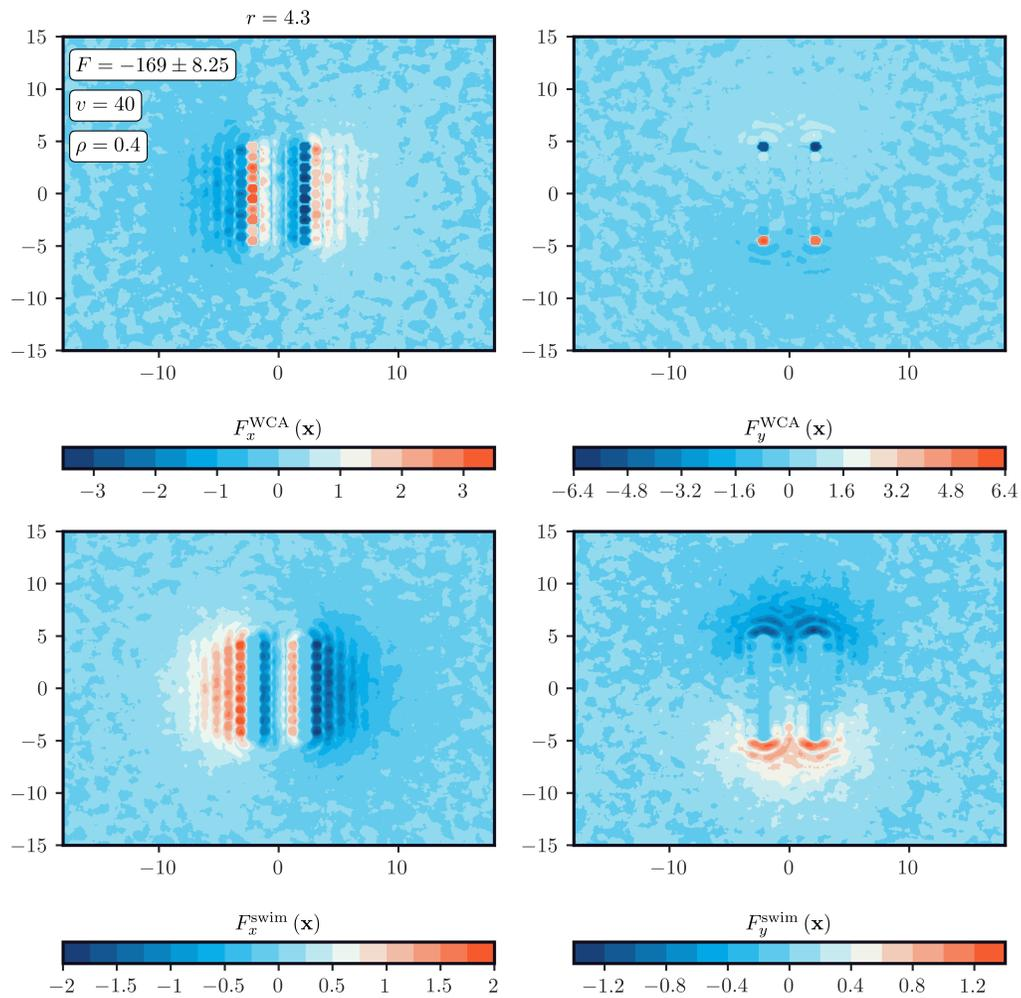 r = 4.3
F = −169 ± 8.25
v = 40
ρ = 0.4
15
10
5
0
−5
−10
−15
−10 0 10
15
10
5
0
−5
−10
−15
−10 0 10
F_x^WCA (x)
−3 −2 −1 0 1 2 3
F_y^WCA (x)
−6.4 −4.8 −3.2 −1.6 0 1.6 3.2 4.8 6.4
15
10
5
0
−5
−10
−15
−10 0 10
15
10
5
0
−5
−10
−15
−10 0 10
F_x^swim (x)
−2 −1.5 −1 −0.5 0 0.5 1 1.5 2
F_y^swim (x)
−1.2 −0.8 −0.4 0 0.4 0.8 1.2